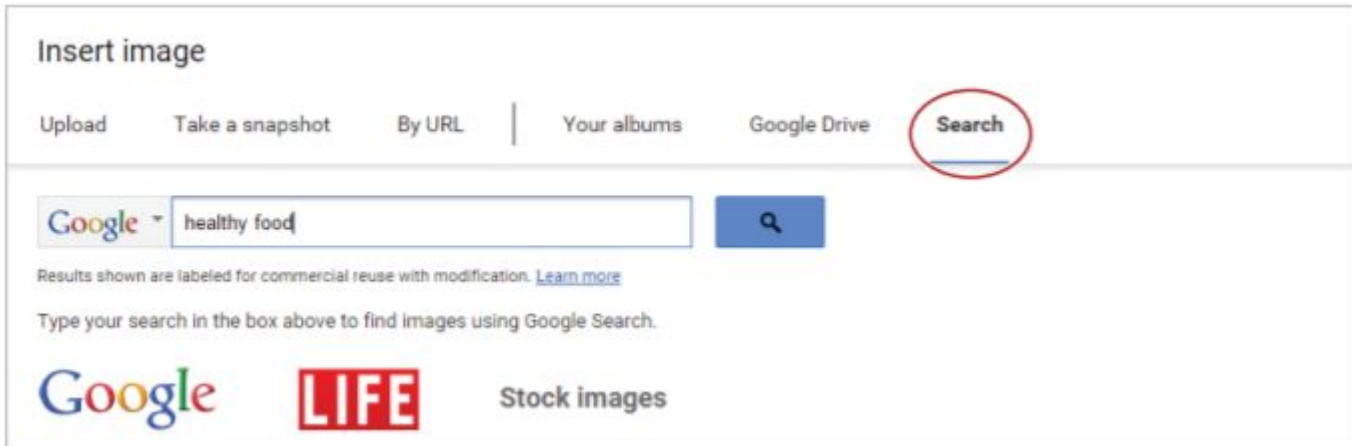 Insert image
Upload Take a snapshot By URL Your albums Google Drive Search
Google healthy food
Results shown are labeled for commercial reuse with modification. Learn more
Type your search in the box above to find images using Google Search.
Google LIFE Stock images